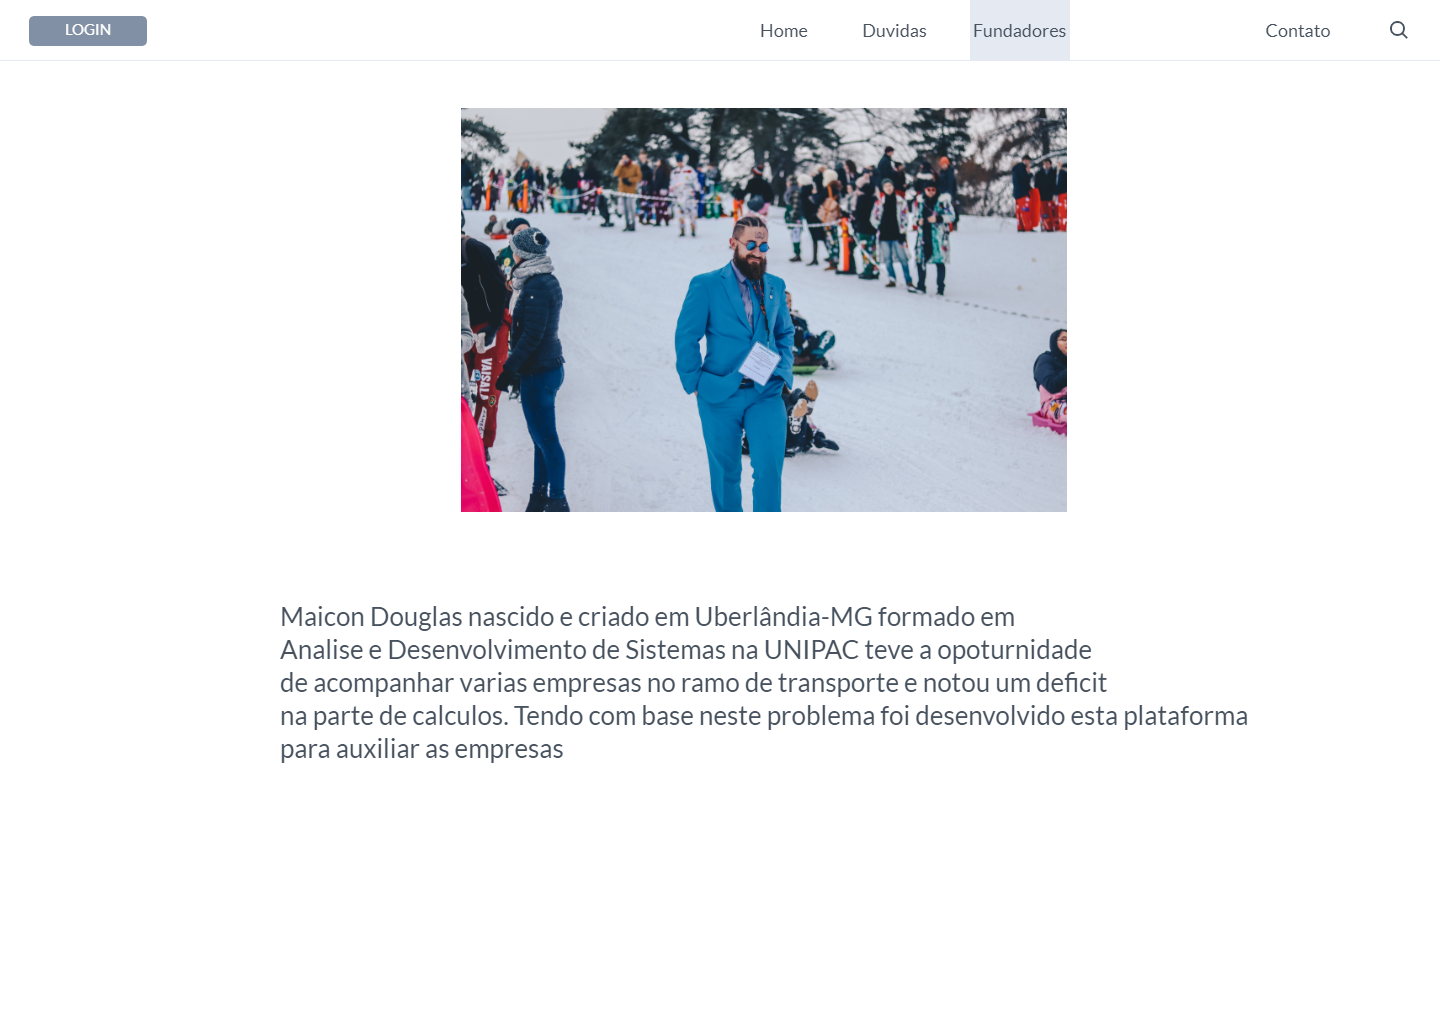 LOGIN
Home
Duvidas
Fundadores
Contato
VAISALA
Maicon Douglas nascido e criado em Uberlândia-MG formado em
Analise e Desenvolvimento de Sistemas na UNIPAC teve a opoturnidade
de acompanhar varias empresas no ramo de transporte e notou um deficit
na parte de calculos. Tendo com base neste problema foi desenvolvido esta plataforma
para auxiliar as empresas